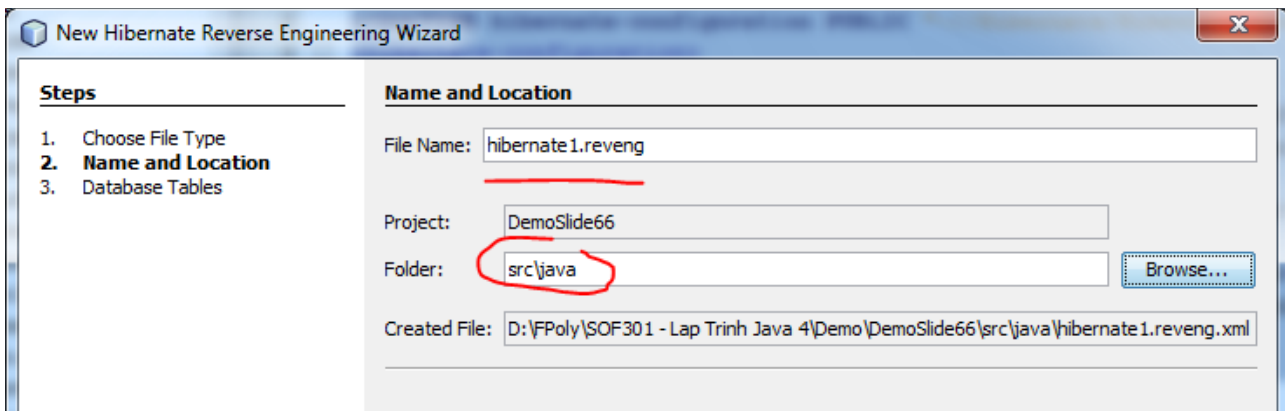 New Hibernate Reverse Engineering Wizard
Steps
1. Choose File Type
2. Name and Location
3. Database Tables
Name and Location
File Name: hibernate1.reveng
Project: DemoSlide66
Folder: src\java Browse...
Created File: D:\FPoly\SOF301 - Lap Trinh Java 4\Demo\DemoSlide66\src\java\hibernate1.reveng.xml